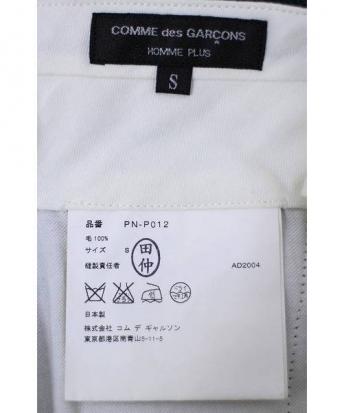 COMME des GARÇONS
HOMME PLUS
S
品番 PN-P012
毛 100%
サイズ S
田仲
縫製責任者 AD2004
日本製
株式会社 コム デ ギャルソン
東京都港区南青山5-11-5